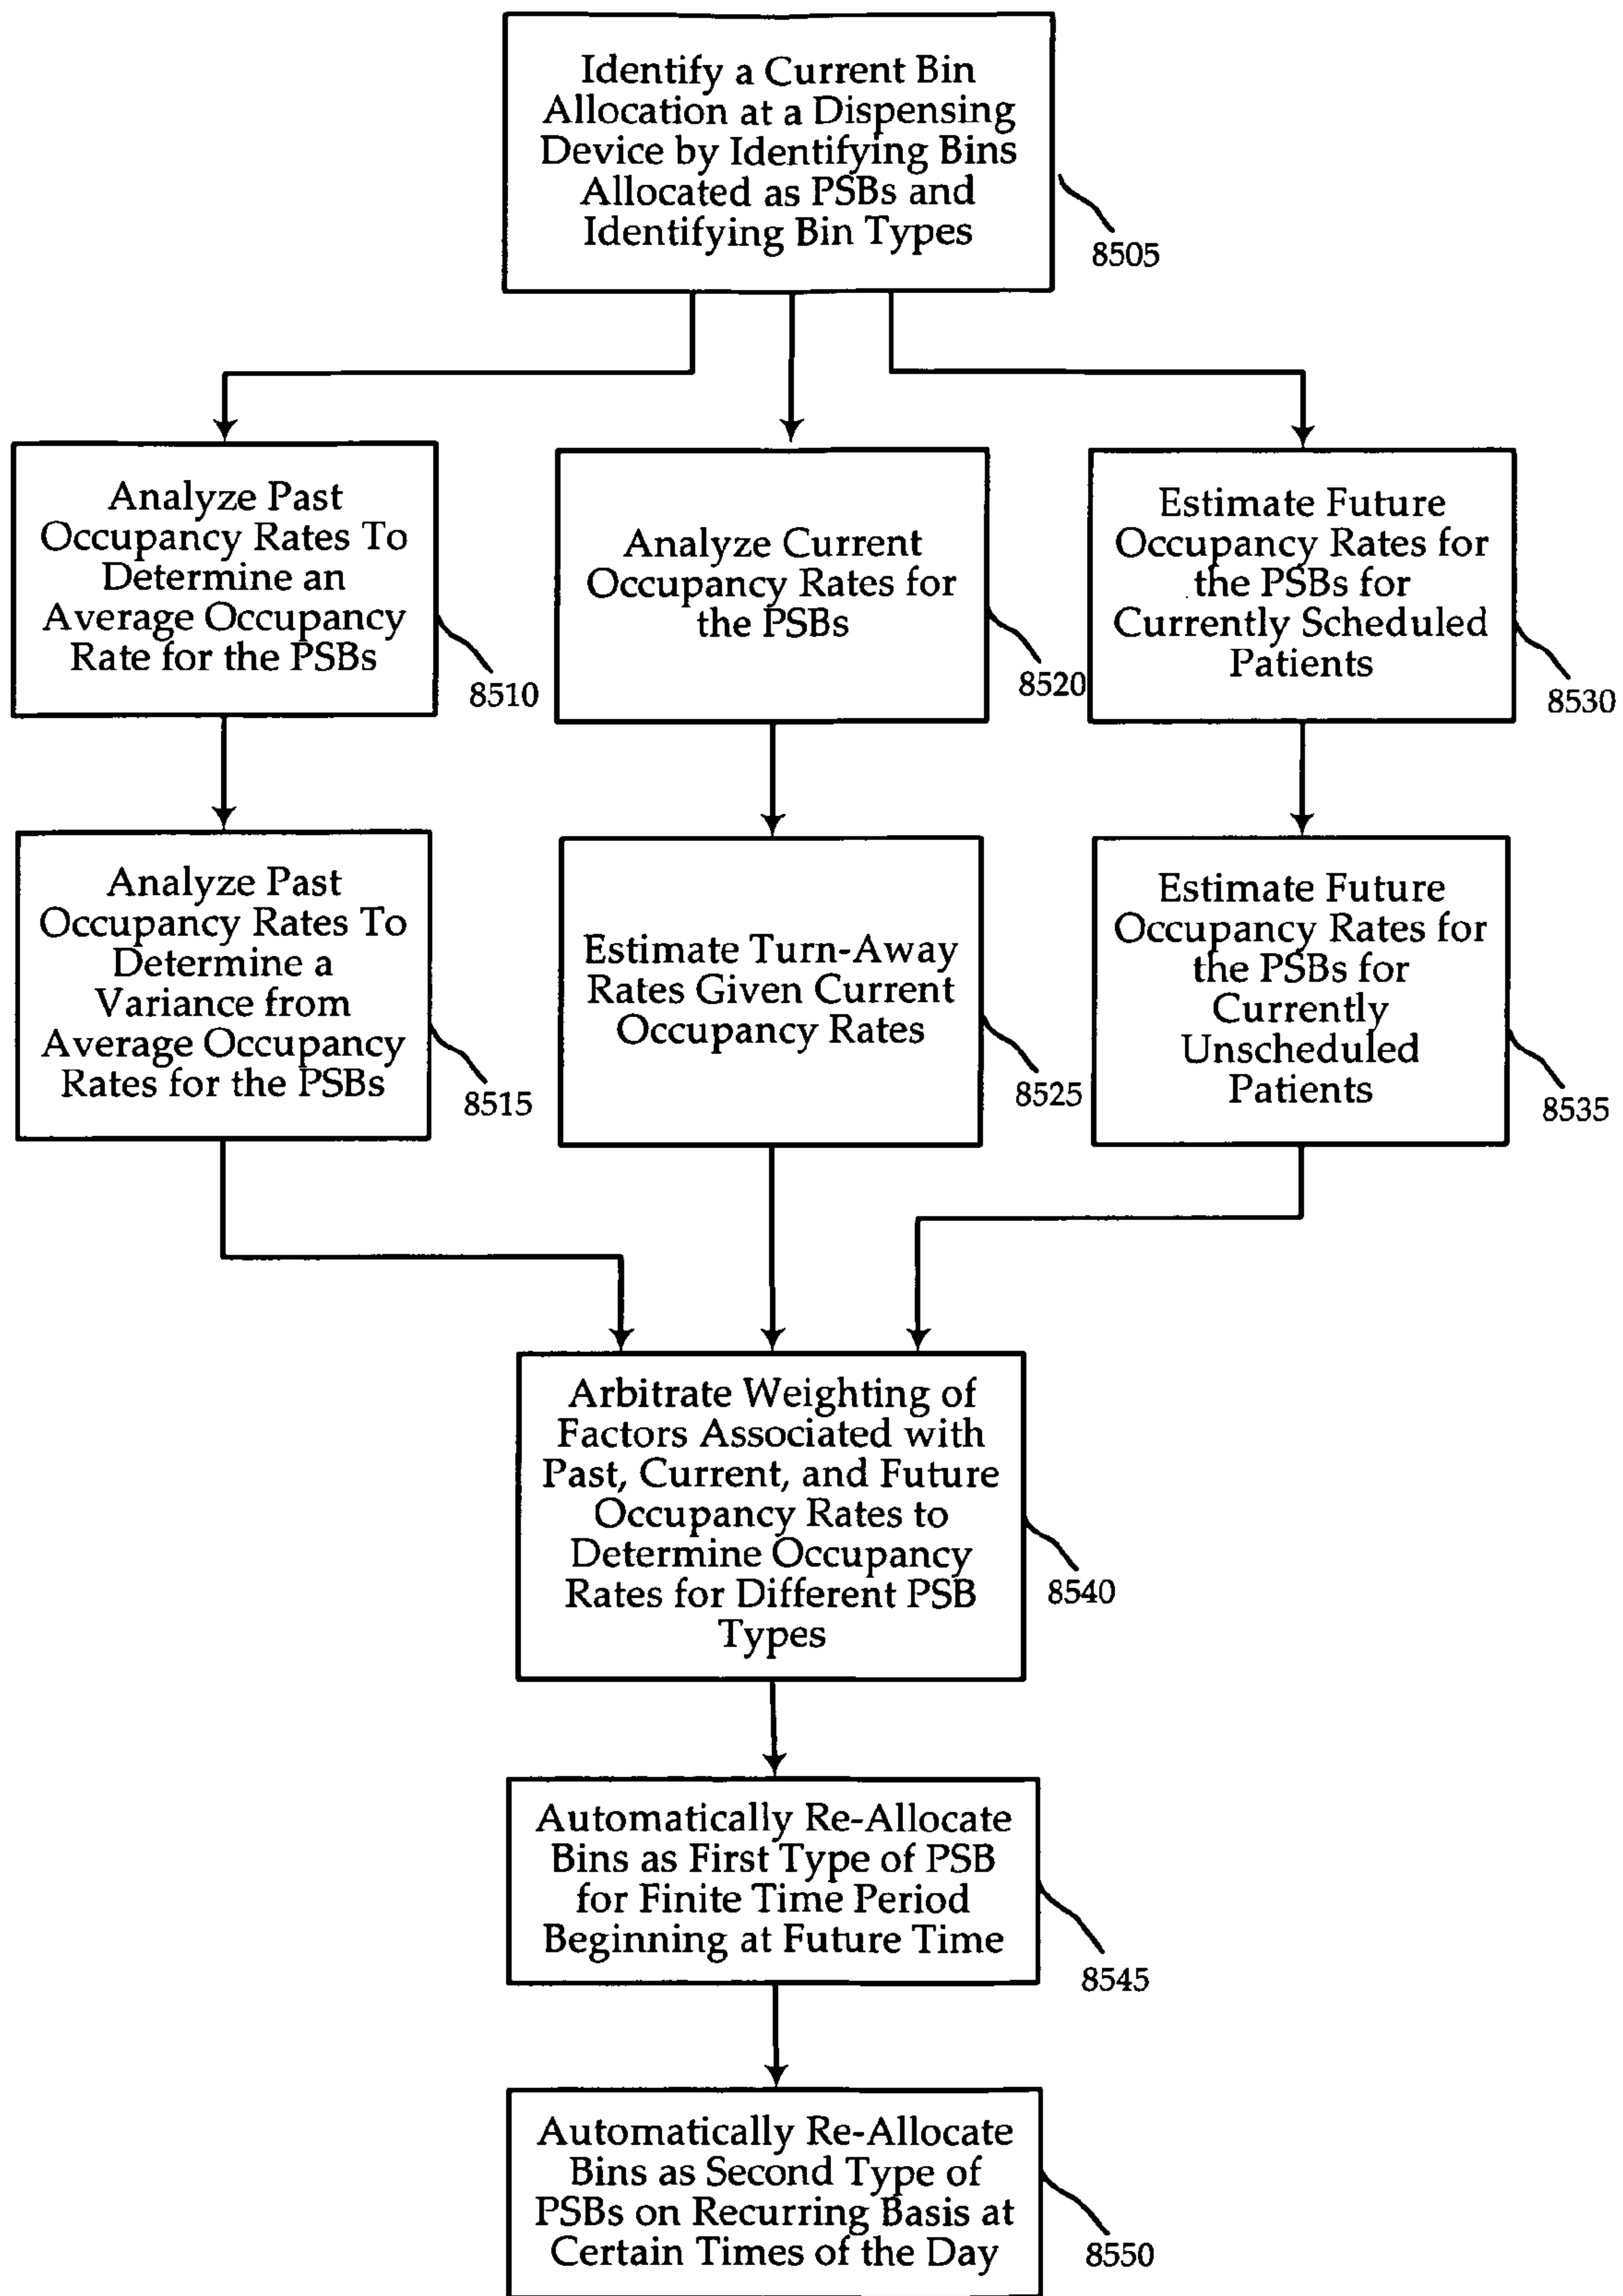 Identify a Current Bin
Allocation at a Dispensing
Device by Identifying Bins
Allocated as PSBs and
Identifying Bin Types
8505
Analyze Past
Occupancy Rates To
Determine an
Average Occupancy
Rate for the PSBs
8510
Analyze Current
Occupancy Rates for
the PSBs
8520
Estimate Future
Occupancy Rates for
the PSBs for
Currently Scheduled
Patients
8530
Analyze Past
Occupancy Rates To
Determine a
Variance from
Average Occupancy
Rates for the PSBs
8515
Estimate Turn-Away
Rates Given Current
Occupancy Rates
8525
Estimate Future
Occupancy Rates for
the PSBs for
Currently
Unscheduled
Patients
8535
Arbitrate Weighting of
Factors Associated with
Past, Current, and Future
Occupancy Rates to
Determine Occupancy
Rates for Different PSB
Types
8540
Automatically Re-Allocate
Bins as First Type of PSB
for Finite Time Period
Beginning at Future Time
8545
Automatically Re-Allocate
Bins as Second Type of
PSBs on Recurring Basis at
Certain Times of the Day
8550